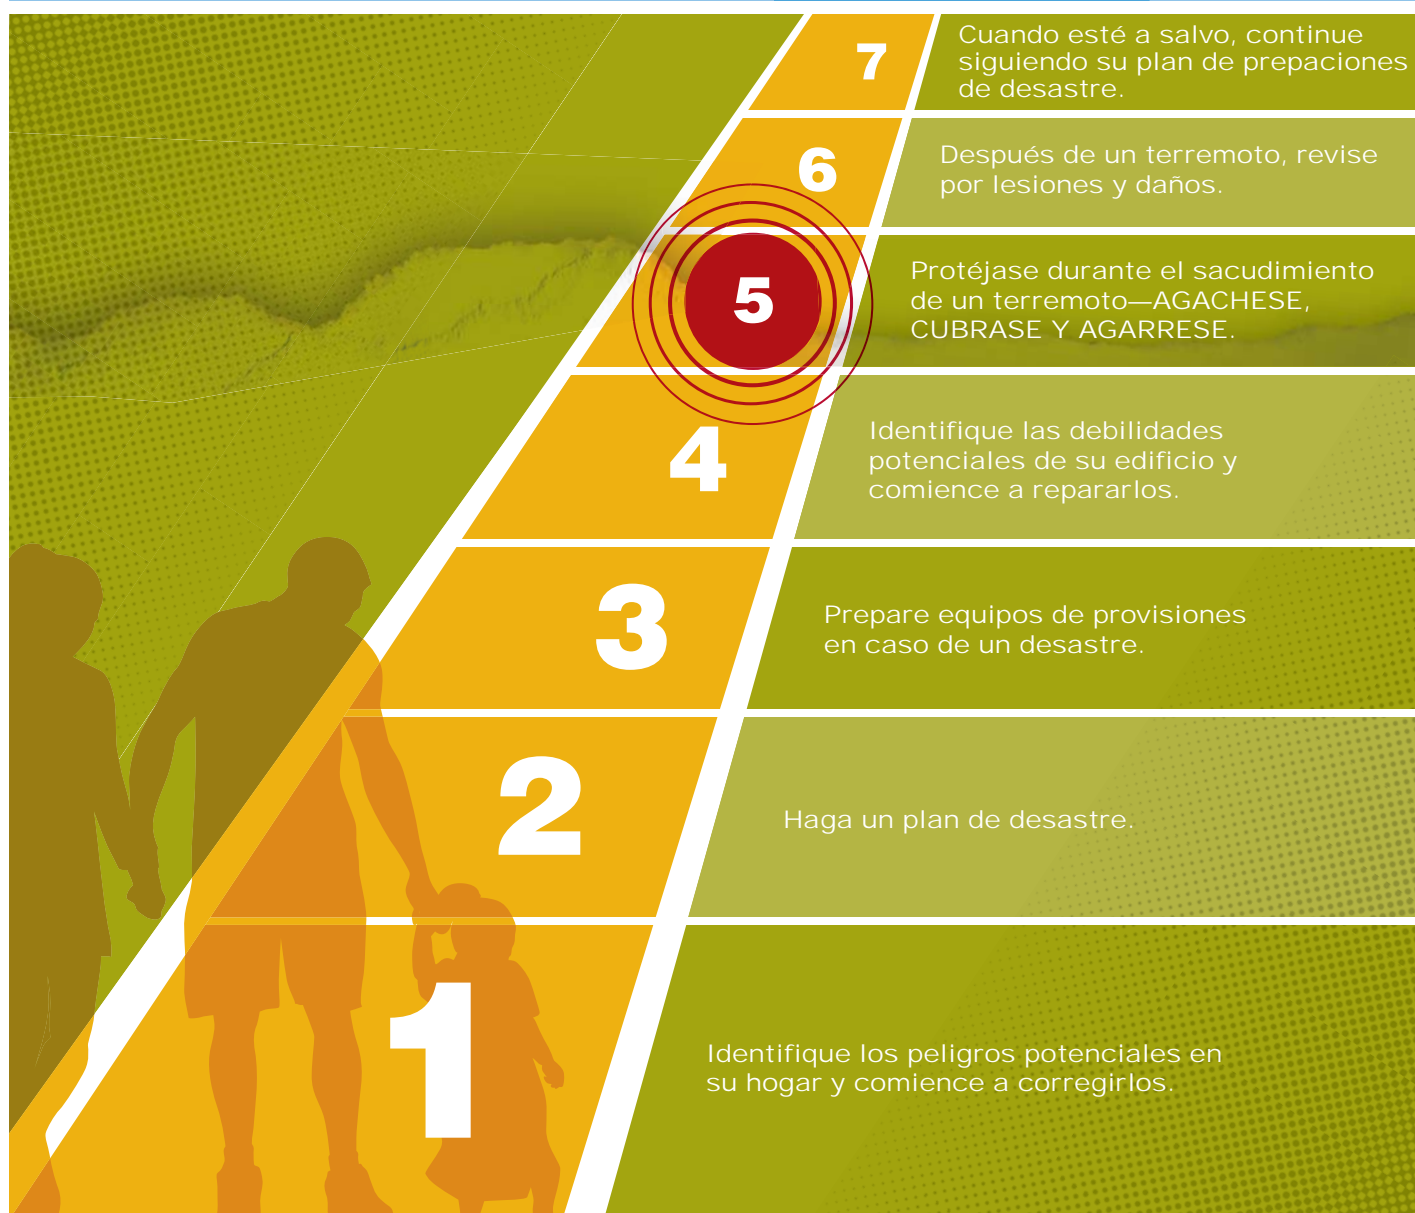 7
Cuando esté a salvo, continue
siguiendo su plan de prepaciones
de desastre.
6
Después de un terremoto, revise
por lesiones y daños.
5
Protéjase durante el sacudimiento
de un terremoto—AGACHESE,
CUBRASE Y AGARRESE.
4
Identifique las debilidades
potenciales de su edificio y
comience a repararlos.
3
Prepare equipos de provisiones
en caso de un desastre.
2
Haga un plan de desastre.
1
Identifique los peligros potenciales en
su hogar y comience a corregirlos.